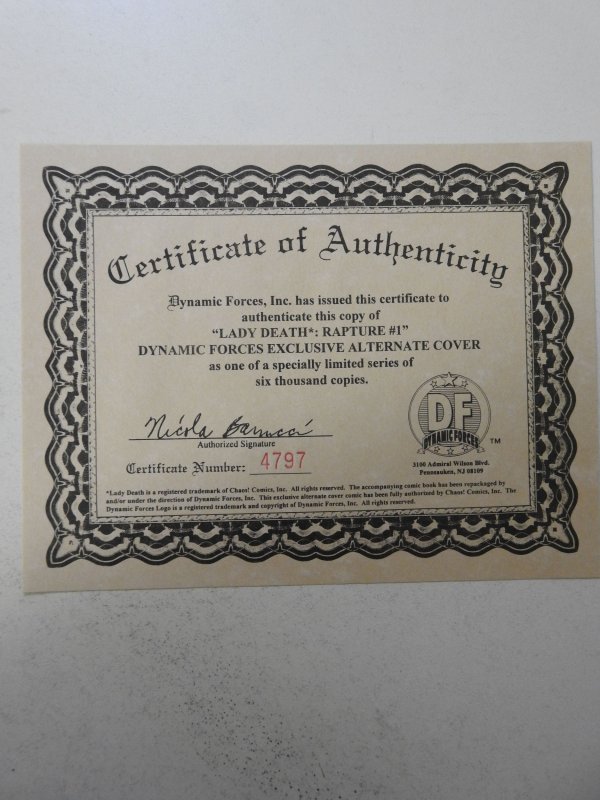 Certificate of Authenticity
Dynamic Forces, Inc. has issued this certificate to
authenticate this copy of
“LADY DEATH*: RAPTURE #1”
DYNAMIC FORCES EXCLUSIVE ALTERNATE COVER
as one of a specially limited series of
six thousand copies.
Nicola Barrucci
Authorized Signature
Certificate Number: 4797
DF
DYNAMIC FORCES
TM
3100 Admiral Wilson Blvd.
Pennsauken, NJ 08109
*Lady Death is a registered trademark of Chaos! Comics, Inc. All rights reserved. The accompanying comic book has been repackaged by
and/or under the direction of Dynamic Forces, Inc. This exclusive alternate cover comic has been fully authorized by Chaos! Comics, Inc. The
Dynamic Forces Logo is a registered trademark and copyright of Dynamic Forces, Inc. All rights reserved.